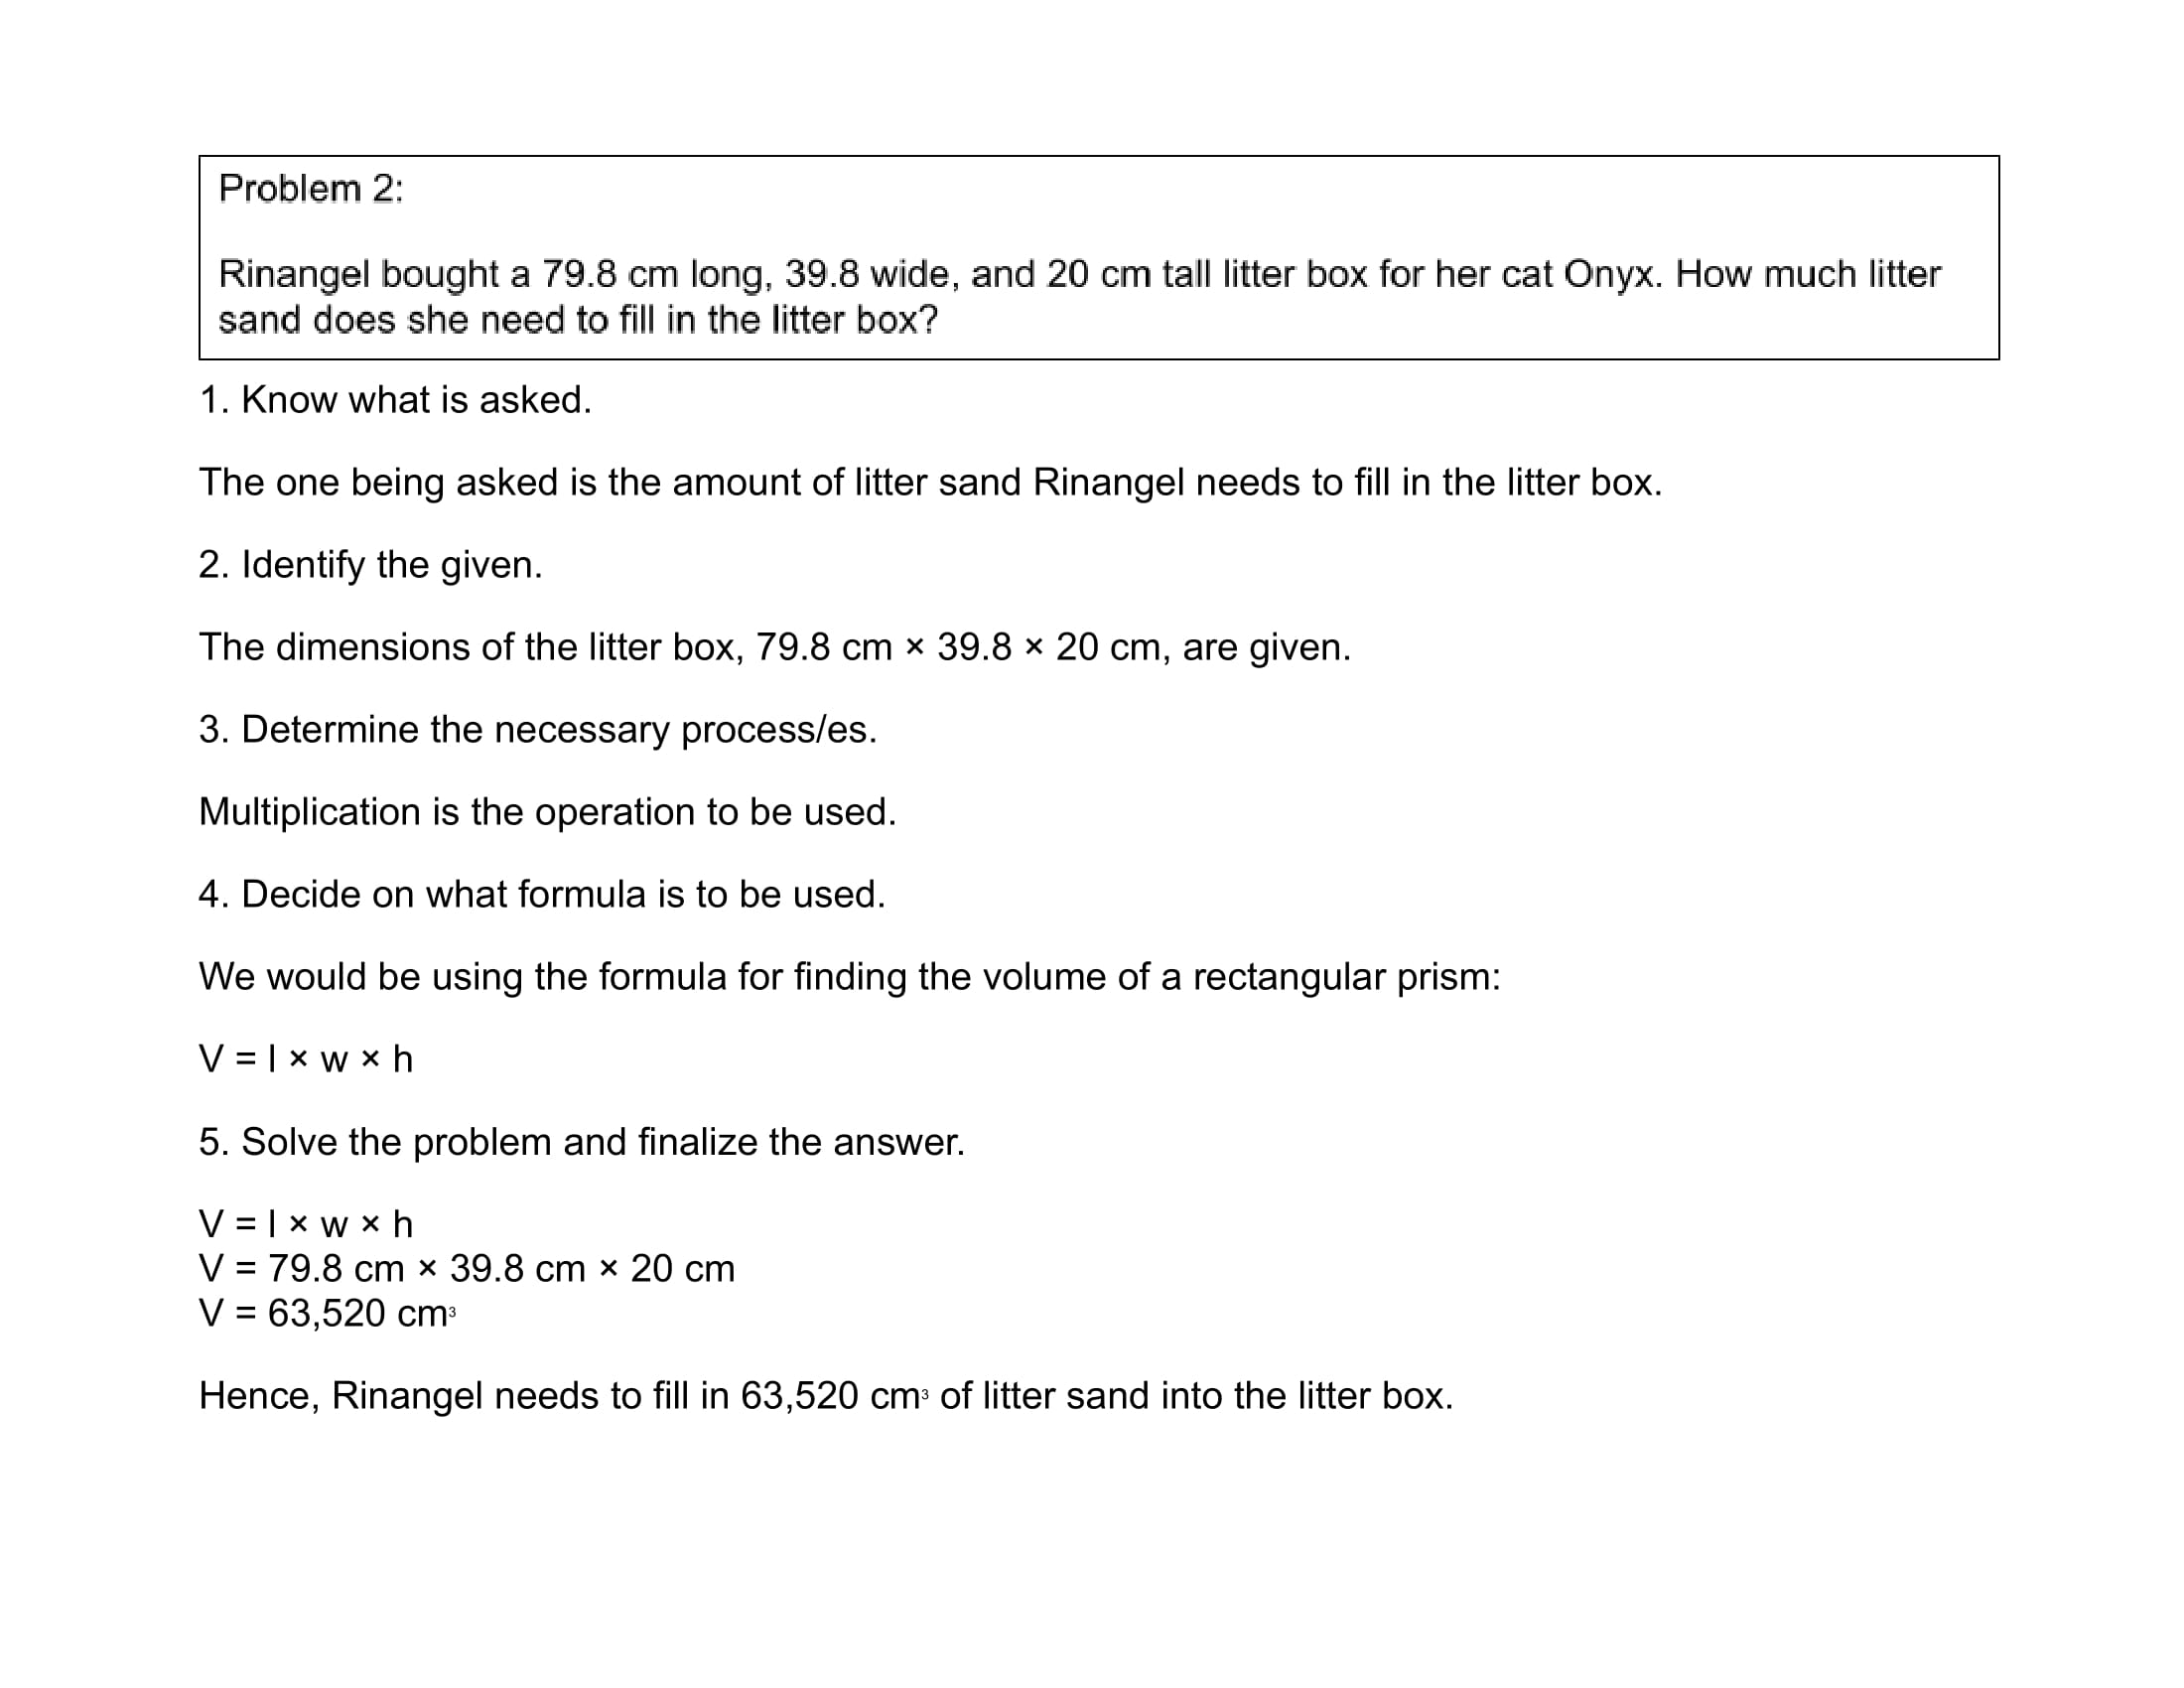 Problem 2:
Rinangel bought a 79.8 cm long, 39.8 wide, and 20 cm tall litter box for her cat Onyx. How much litter
sand does she need to fill in the litter box?
1. Know what is asked.
The one being asked is the amount of litter sand Rinangel needs to fill in the litter box.
2. Identify the given.
The dimensions of the litter box, 79.8 cm × 39.8 × 20 cm, are given.
3. Determine the necessary process/es.
Multiplication is the operation to be used.
4. Decide on what formula is to be used.
We would be using the formula for finding the volume of a rectangular prism:
V = l × w × h
5. Solve the problem and finalize the answer.
V = l × w × h
V = 79.8 cm × 39.8 cm × 20 cm
V = 63,520 cm³
Hence, Rinangel needs to fill in 63,520 cm³ of litter sand into the litter box.